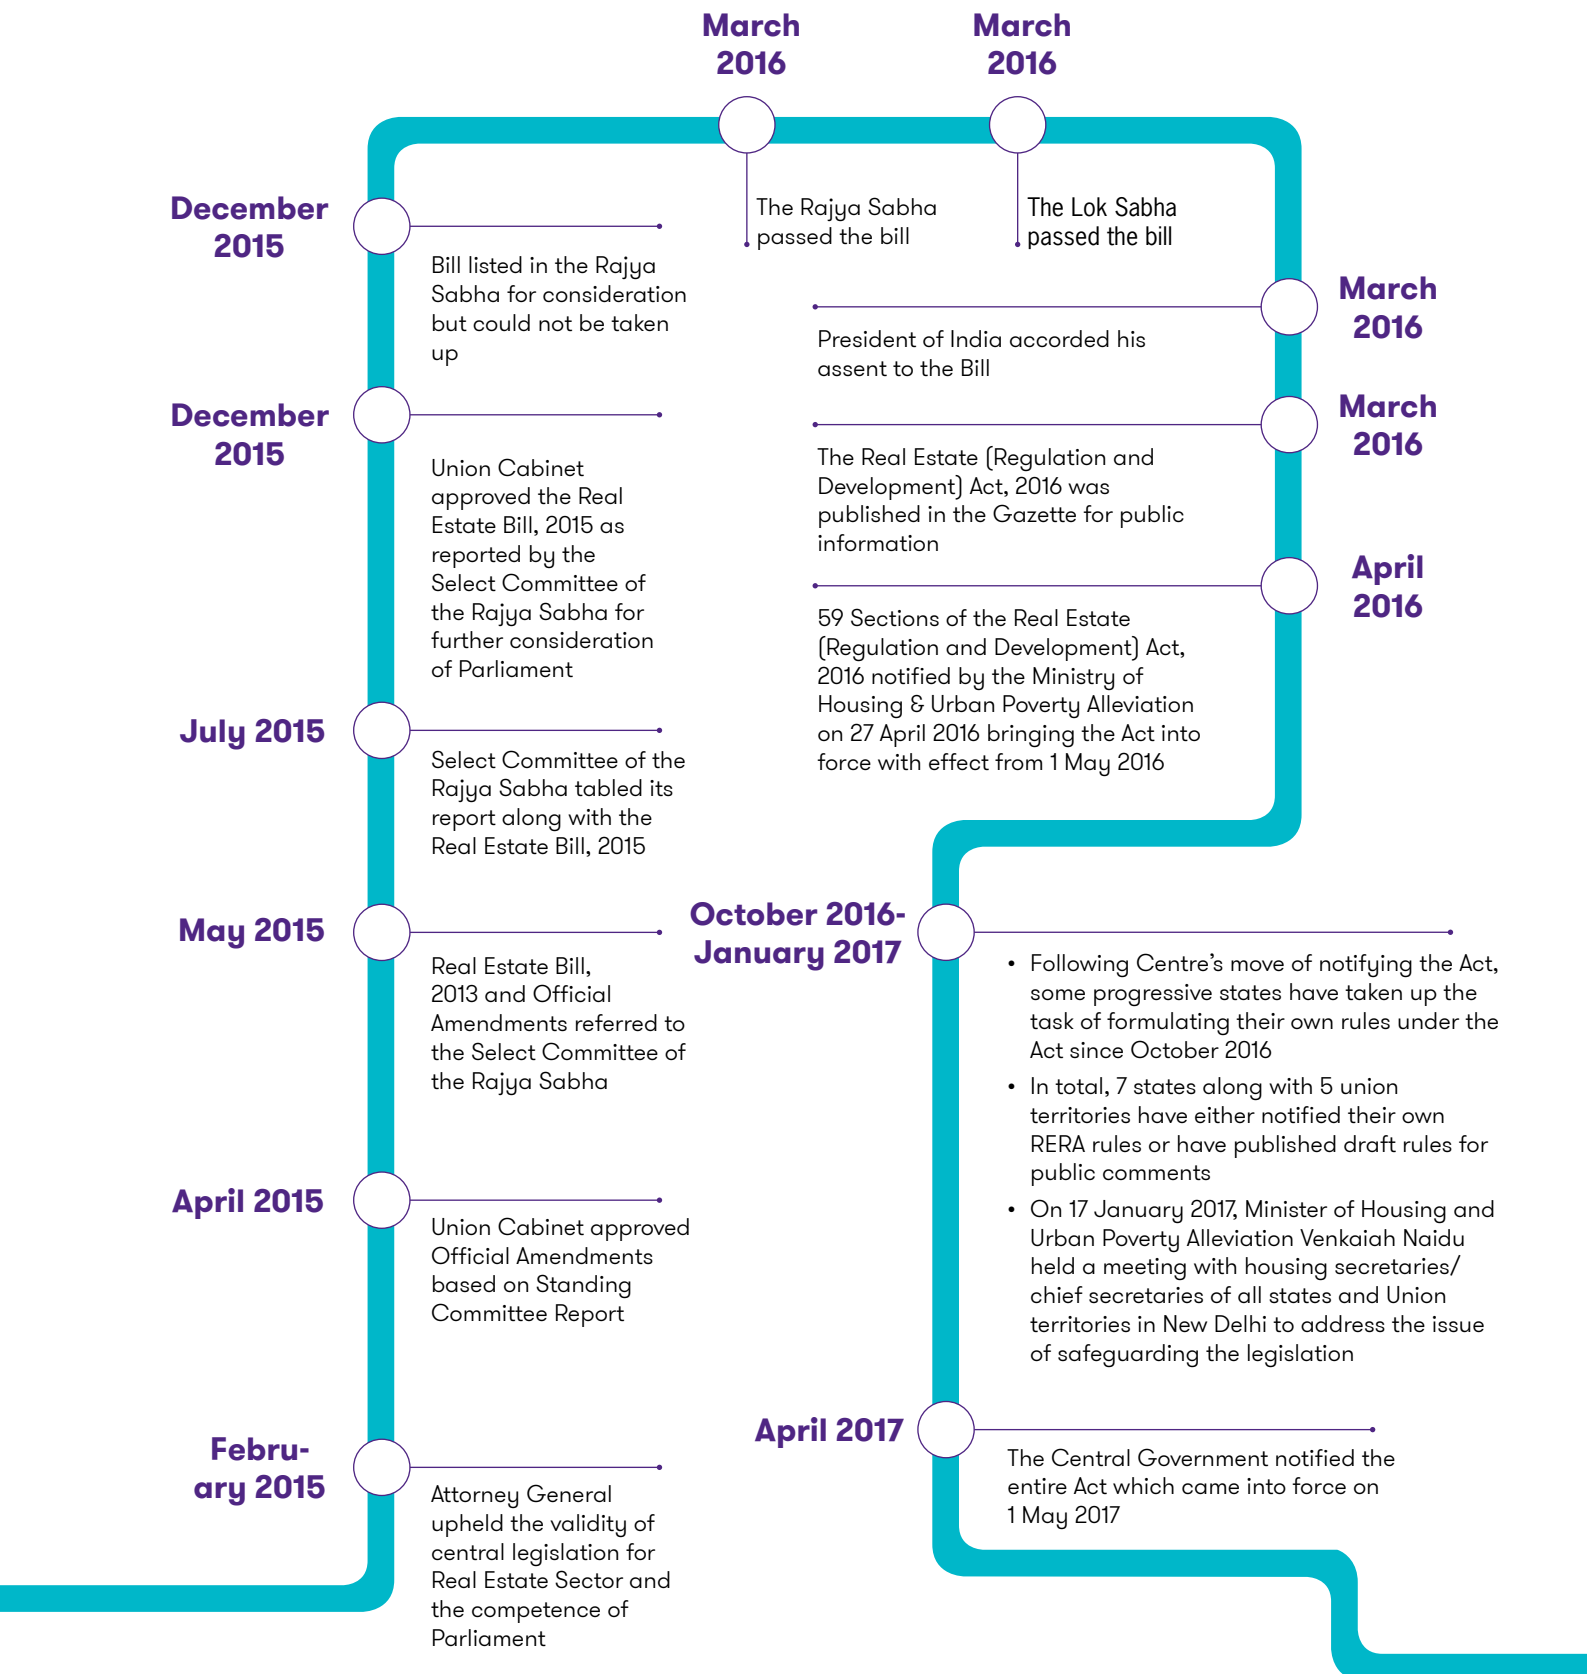 March
2016
March
2016
The Rajya Sabha
passed the bill
The Lok Sabha
passed the bill
December
2015
Bill listed in the Rajya
Sabha for consideration
but could not be taken
up
December
2015
Union Cabinet
approved the Real
Estate Bill, 2015 as
reported by the
Select Committee of
the Rajya Sabha for
further consideration
of Parliament
July 2015
Select Committee of the
Rajya Sabha tabled its
report along with the
Real Estate Bill, 2015
May 2015
Real Estate Bill,
2013 and Official
Amendments referred to
the Select Committee of
the Rajya Sabha
April 2015
Union Cabinet approved
Official Amendments
based on Standing
Committee Report
Febru-
ary 2015
Attorney General
upheld the validity of
central legislation for
Real Estate Sector and
the competence of
Parliament
March
2016
President of India accorded his
assent to the Bill
March
2016
The Real Estate (Regulation and
Development) Act, 2016 was
published in the Gazette for public
information
April
2016
59 Sections of the Real Estate
(Regulation and Development) Act,
2016 notified by the Ministry of
Housing & Urban Poverty Alleviation
on 27 April 2016 bringing the Act into
force with effect from 1 May 2016
October 2016-
January 2017
• Following Centre’s move of notifying the Act,
some progressive states have taken up the
task of formulating their own rules under the
Act since October 2016
• In total, 7 states along with 5 union
territories have either notified their own
RERA rules or have published draft rules for
public comments
• On 17 January 2017, Minister of Housing and
Urban Poverty Alleviation Venkaiah Naidu
held a meeting with housing secretaries/
chief secretaries of all states and Union
territories in New Delhi to address the issue
of safeguarding the legislation
April 2017
The Central Government notified the
entire Act which came into force on
1 May 2017